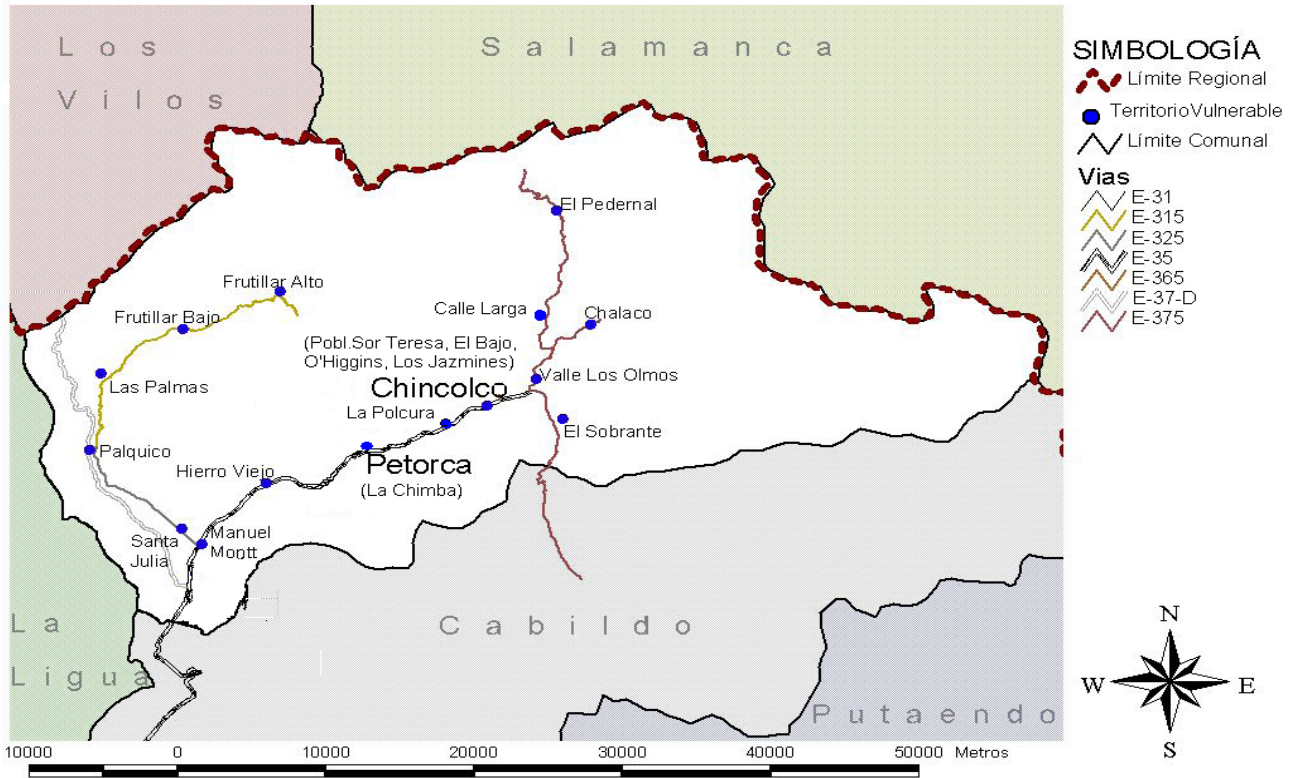 Los
Vilos
Salamanca
El Pedernal
Frutillar Alto
Frutillar Bajo
Calle Larga
Chalaco
(Pobl.Sor Teresa, El Bajo,
O'Higgins, Los Jazmines)
Las Palmas
Valle Los Olmos
Chincolco
La Polcura
El Sobrante
Palquico
Hierro Viejo
Petorca
(La Chimba)
Santa
Julia
Manuel
Montt
La
Ligua
Cabildo
Putaendo
SIMBOLOGÍA
Límite Regional
TerritorioVulnerable
Límite Comunal
Vias
E-31
E-315
E-325
E-35
E-365
E-37-D
E-375
N
W E
S
10000 0 10000 20000 30000 40000 50000 Metros